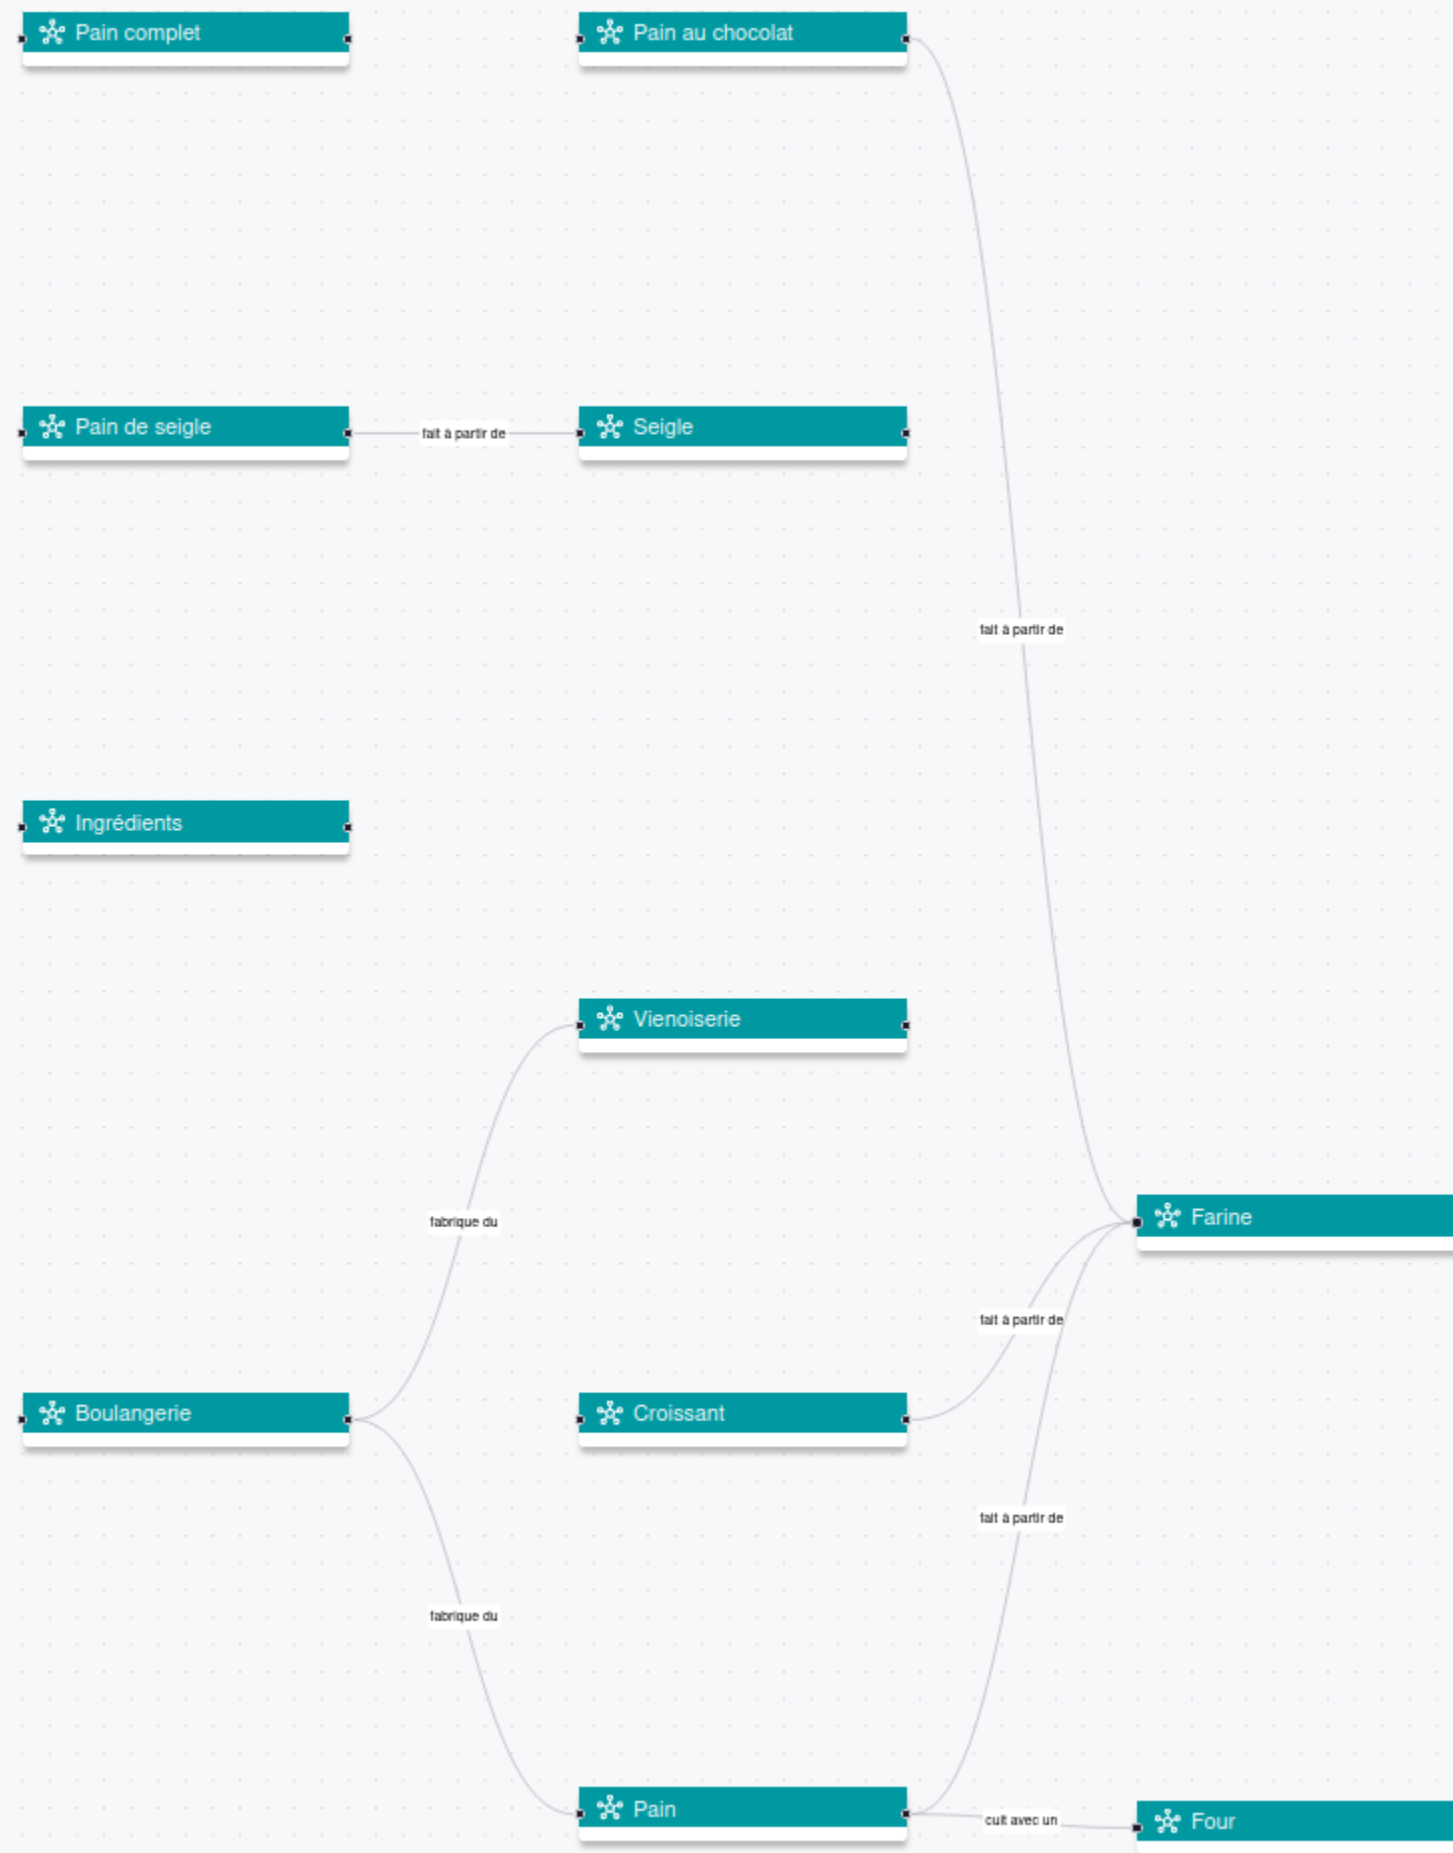 Pain complet
Pain au chocolat
Pain de seigle
fait à partir de
Seigle
fait à partir de
Ingrédients
Vienoiserie
Farine
fabrique du
fait à partir de
Boulangerie
Croissant
fait à partir de
fabrique du
Pain
cuit avec un
Four